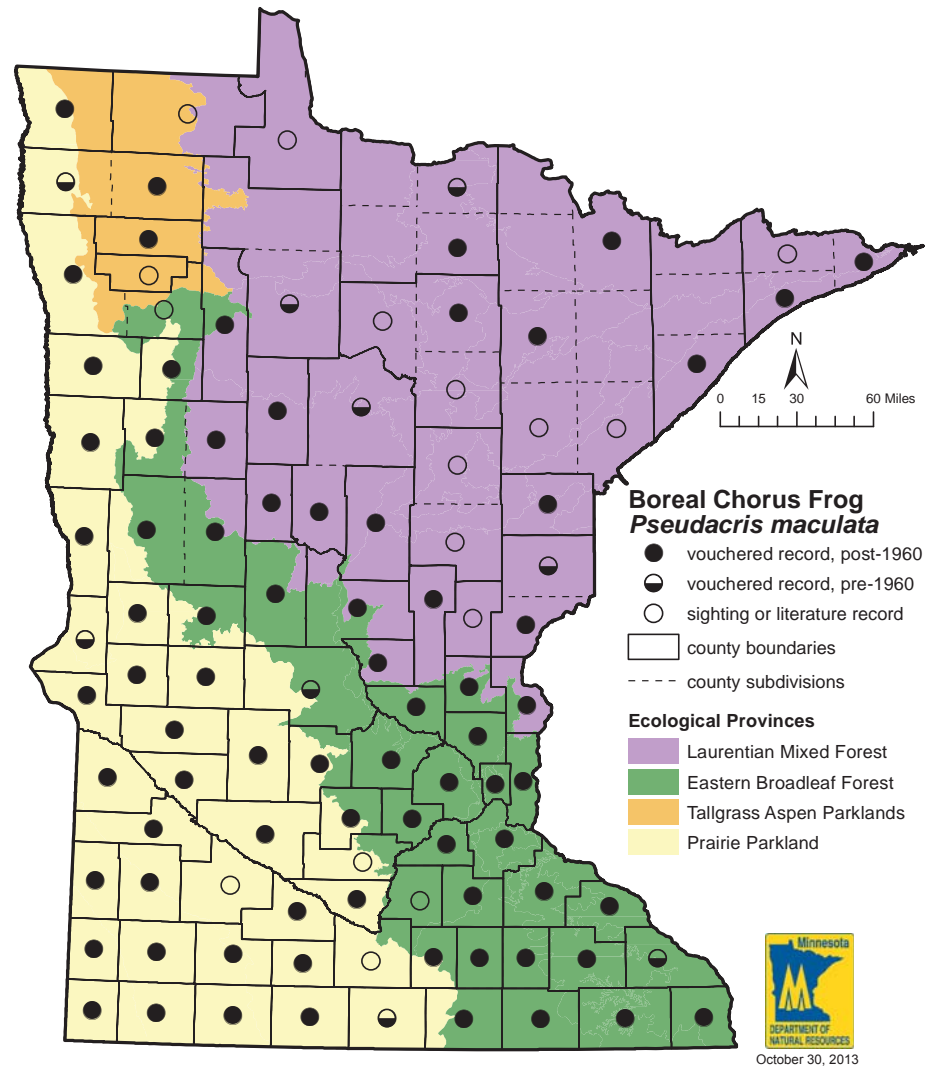 N
0 15 30 60 Miles
Boreal Chorus Frog
Pseudacris maculata
vouchered record, post-1960
vouchered record, pre-1960
sighting or literature record
county boundaries
county subdivisions
Ecological Provinces
Laurentian Mixed Forest
Eastern Broadleaf Forest
Tallgrass Aspen Parklands
Prairie Parkland
Minnesota
M
DEPARTMENT OF
NATURAL RESOURCES
October 30, 2013